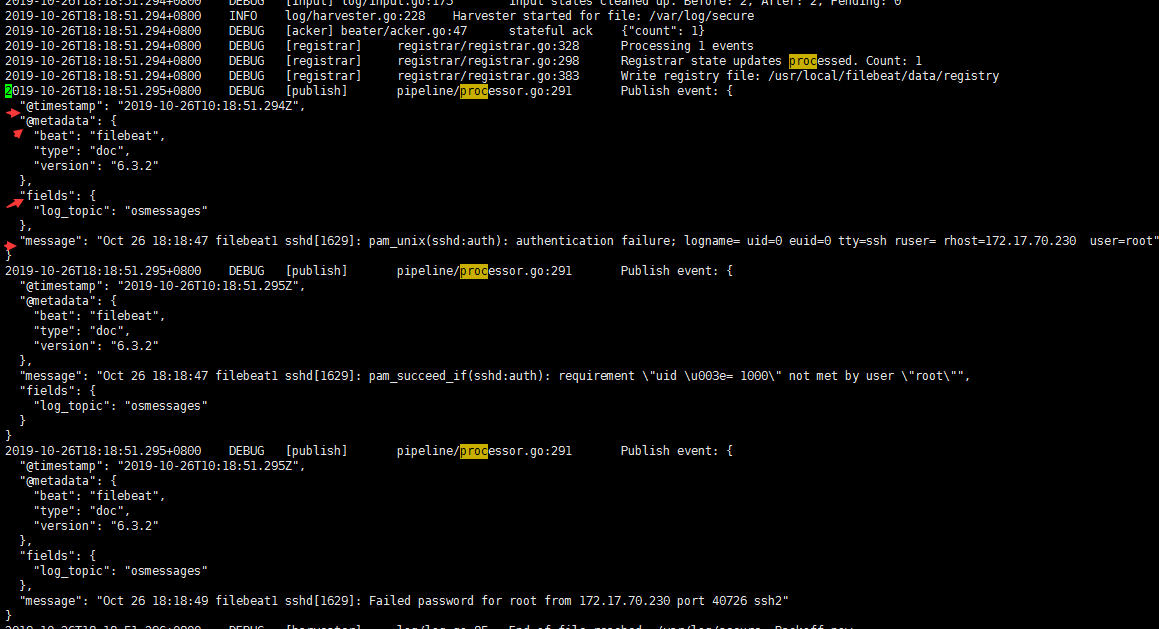 2019-10-26T18:18:51.294+0800    DEBUG   [input] log/input.go:175        input states cleaned up. Before: 2, After: 2, Pending: 0
2019-10-26T18:18:51.294+0800    INFO    log/harvester.go:228    Harvester started for file: /var/log/secure
2019-10-26T18:18:51.294+0800    DEBUG   [acker] beater/acker.go:47      stateful ack    {"count": 1}
2019-10-26T18:18:51.294+0800    DEBUG   [registrar]     registrar/registrar.go:328      Processing 1 events
2019-10-26T18:18:51.294+0800    DEBUG   [registrar]     registrar/registrar.go:298      Registrar state updates processed. Count: 1
2019-10-26T18:18:51.294+0800    DEBUG   [registrar]     registrar/registrar.go:383      Write registry file: /usr/local/filebeat/data/registry
2019-10-26T18:18:51.295+0800    DEBUG   [publish]       pipeline/processor.go:291       Publish event: {
  "@timestamp": "2019-10-26T10:18:51.294Z",
  "@metadata": {
    "beat": "filebeat",
    "type": "doc",
    "version": "6.3.2"
  },
  "fields": {
    "log_topic": "osmessages"
  },
  "message": "Oct 26 18:18:47 filebeat1 sshd[1629]: pam_unix(sshd:auth): authentication failure; logname= uid=0 euid=0 tty=ssh ruser= rhost=172.17.70.230  user=root"
}
2019-10-26T18:18:51.295+0800    DEBUG   [publish]       pipeline/processor.go:291       Publish event: {
  "@timestamp": "2019-10-26T10:18:51.295Z",
  "@metadata": {
    "beat": "filebeat",
    "type": "doc",
    "version": "6.3.2"
  },
  "message": "Oct 26 18:18:47 filebeat1 sshd[1629]: pam_succeed_if(sshd:auth): requirement \"uid \u003e= 1000\" not met by user \"root\"",
  "fields": {
    "log_topic": "osmessages"
  }
}
2019-10-26T18:18:51.295+0800    DEBUG   [publish]       pipeline/processor.go:291       Publish event: {
  "@timestamp": "2019-10-26T10:18:51.295Z",
  "@metadata": {
    "beat": "filebeat",
    "type": "doc",
    "version": "6.3.2"
  },
  "fields": {
    "log_topic": "osmessages"
  },
  "message": "Oct 26 18:18:49 filebeat1 sshd[1629]: Failed password for root from 172.17.70.230 port 40726 ssh2"
}